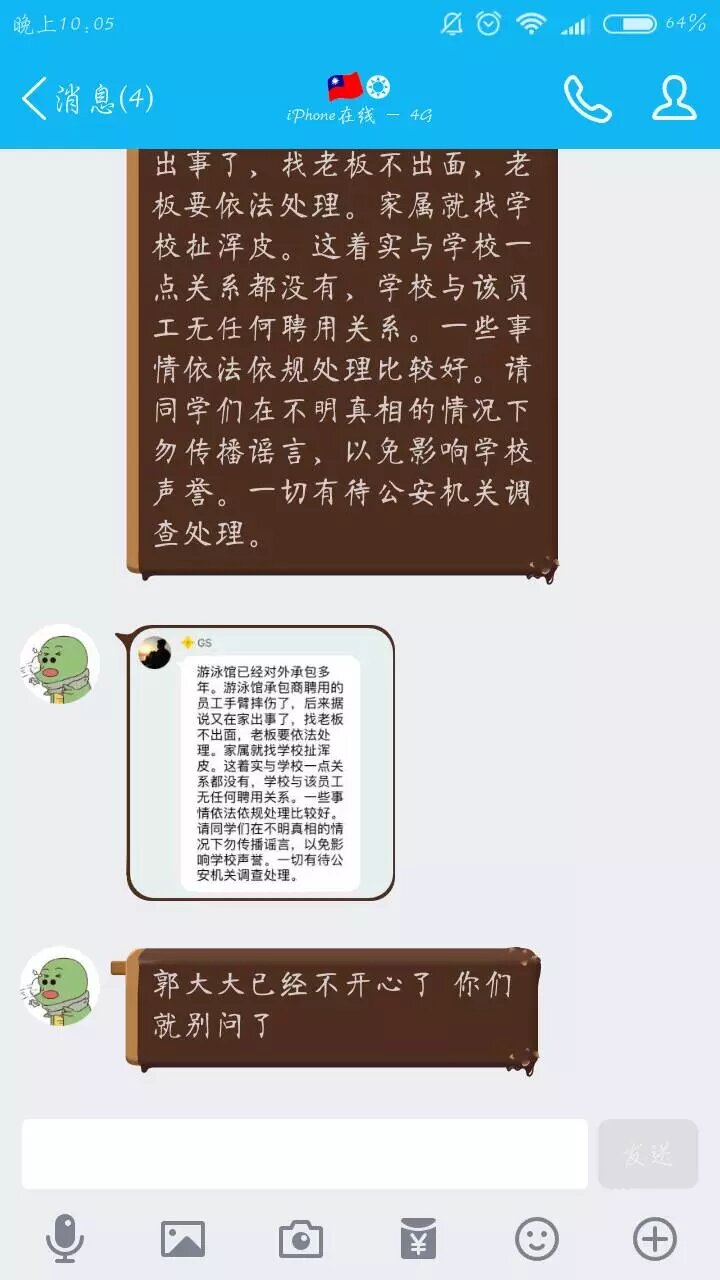 晚上10:05
64%
消息(4)
iPhone在线 - 4G
出事了，找老板不出面，老
板要依法处理。家属就找学
校扯浑皮。这着实与学校一
点关系都没有，学校与该员
工无任何聘用关系。一些事
情依法依规处理比较好。请
同学们在不明真相的情况下
勿传播谣言，以免影响学校
声誉。一切有待公安机关调
查处理。
GS
游泳馆已经对外承包多
年。游泳馆承包商聘用的
员工手臂摔伤了，后来据
说又在家出事了，找老板
不出面，老板要依法处
理。家属就找学校扯浑
皮。这着实与学校一点关
系都没有，学校与该员工
无任何聘用关系。一些事
情依法依规处理比较好。
请同学们在不明真相的情
况下勿传播谣言，以免影
响学校声誉。一切有待公
安机关调查处理。
郭大大已经不开心了 你们
就别问了
发送